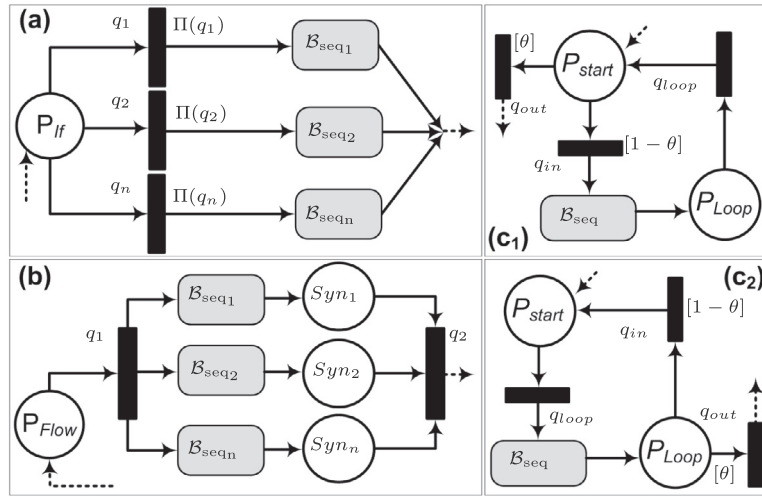 (a)
q1 Π(q1) Bseq1
PIf q2 Π(q2) Bseq2
qn Π(qn) Bseqn
[θ] Pstart qloop
qout
[1 − θ]
qin
Bseq PLoop
(c1)
(b)
Bseq1 Syn1
q1 q2
Bseq2 Syn2
PFlow
Bseqn Synn
(c2)
Pstart [1 − θ]
qin
qloop qout
Bseq PLoop
[θ]